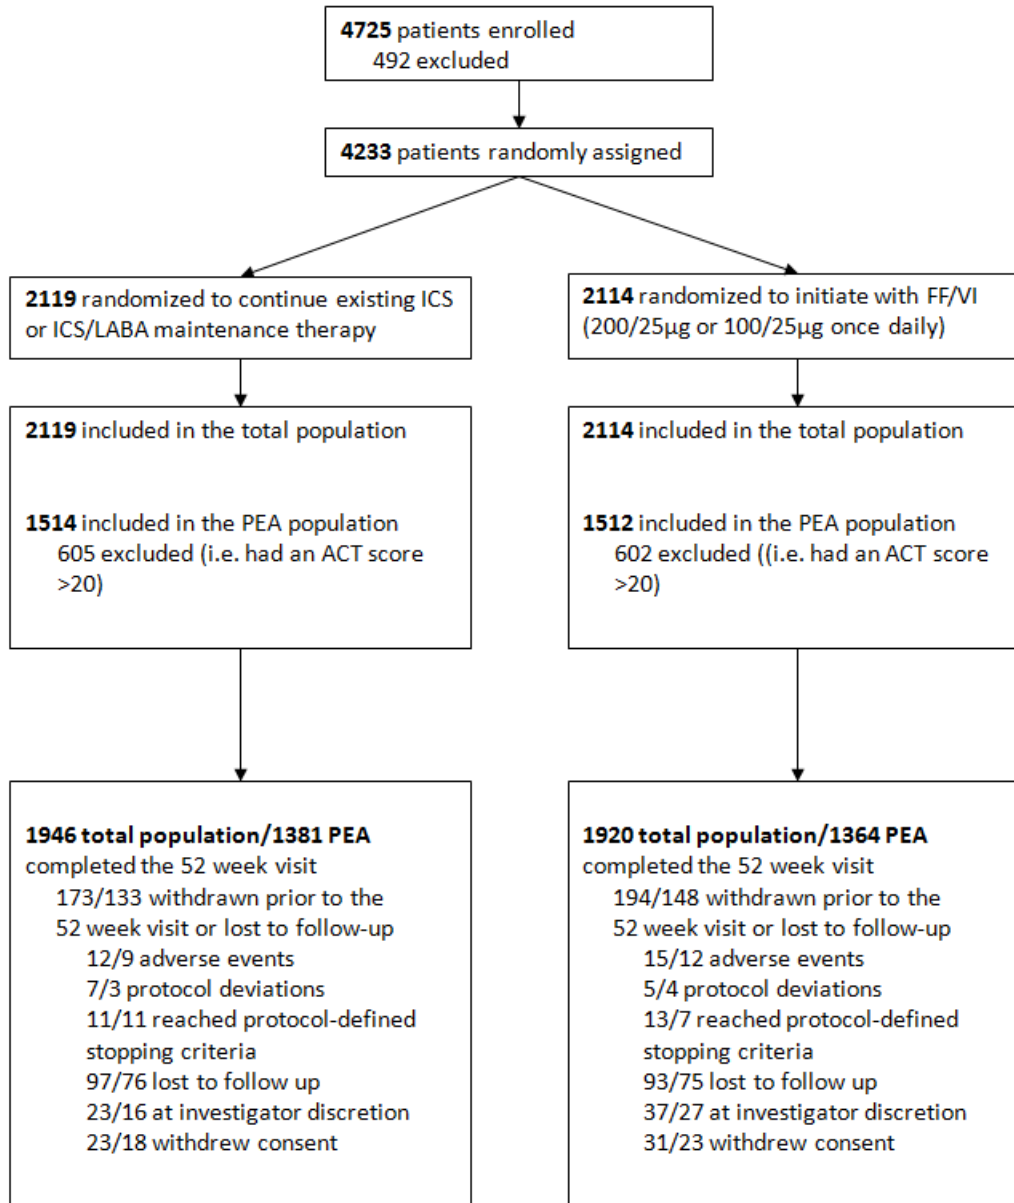 4725 patients enrolled
492 excluded
4233 patients randomly assigned
2119 randomized to continue existing ICS
or ICS/LABA maintenance therapy
2119 included in the total population
1514 included in the PEA population
605 excluded (i.e. had an ACT score
>20)
1946 total population/1381 PEA
completed the 52 week visit
173/133 withdrawn prior to the
52 week visit or lost to follow-up
12/9 adverse events
7/3 protocol deviations
11/11 reached protocol-defined
stopping criteria
97/76 lost to follow up
23/16 at investigator discretion
23/18 withdrew consent
2114 randomized to initiate with FF/VI
(200/25µg or 100/25µg once daily)
2114 included in the total population
1512 included in the PEA population
602 excluded ((i.e. had an ACT score
>20)
1920 total population/1364 PEA
completed the 52 week visit
194/148 withdrawn prior to the
52 week visit or lost to follow-up
15/12 adverse events
5/4 protocol deviations
13/7 reached protocol-defined
stopping criteria
93/75 lost to follow up
37/27 at investigator discretion
31/23 withdrew consent